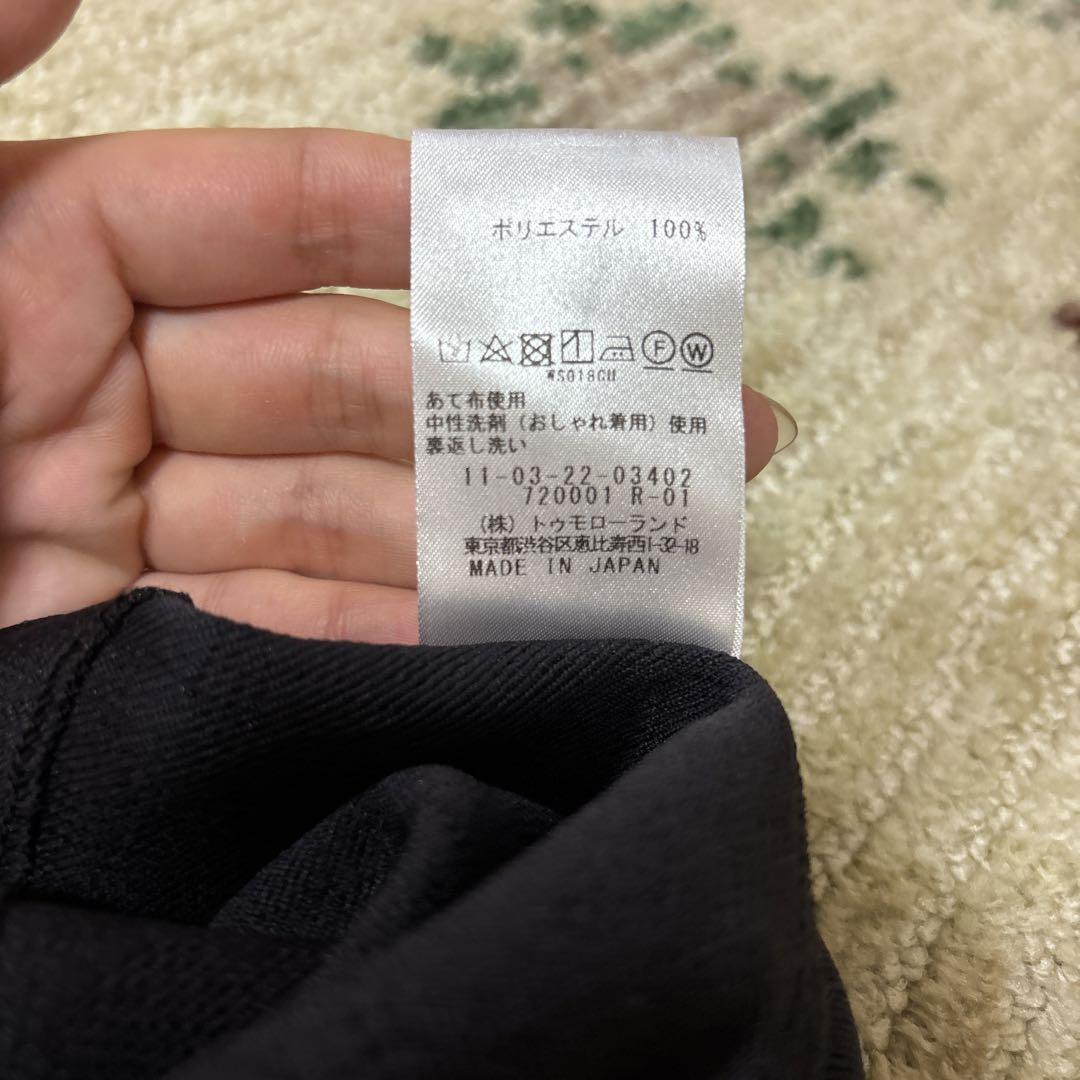 ポリエステル 100%
F W
WS018CU
あて布使用
中性洗剤（おしゃれ着用）使用
裏返し洗い
11-03-22-03402
720001 R-01
（株）トゥモローランド
東京都渋谷区恵比寿西1-32-18
MADE IN JAPAN